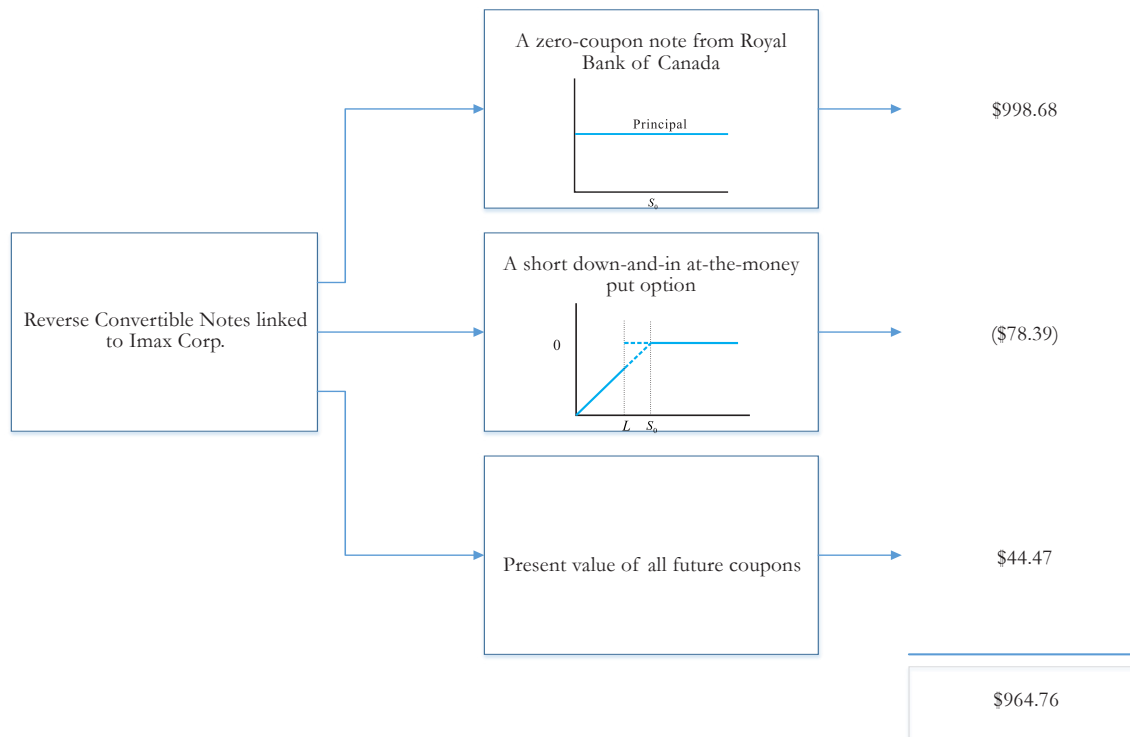 A zero-coupon note from Royal
Bank of Canada
Principal
S₀
$998.68
Reverse Convertible Notes linked
to Imax Corp.
A short down-and-in at-the-money
put option
0
L S₀
($78.39)
Present value of all future coupons
$44.47
$964.76